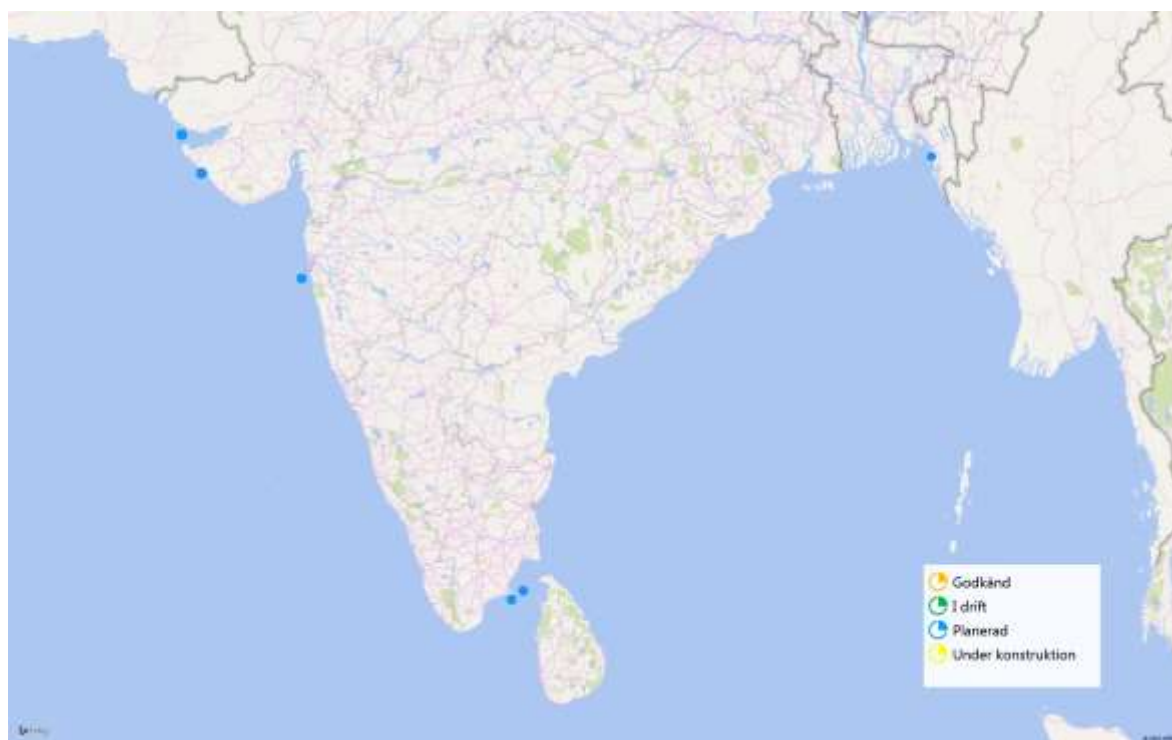 Godkänd
I drift
Planerad
Under konstruktion